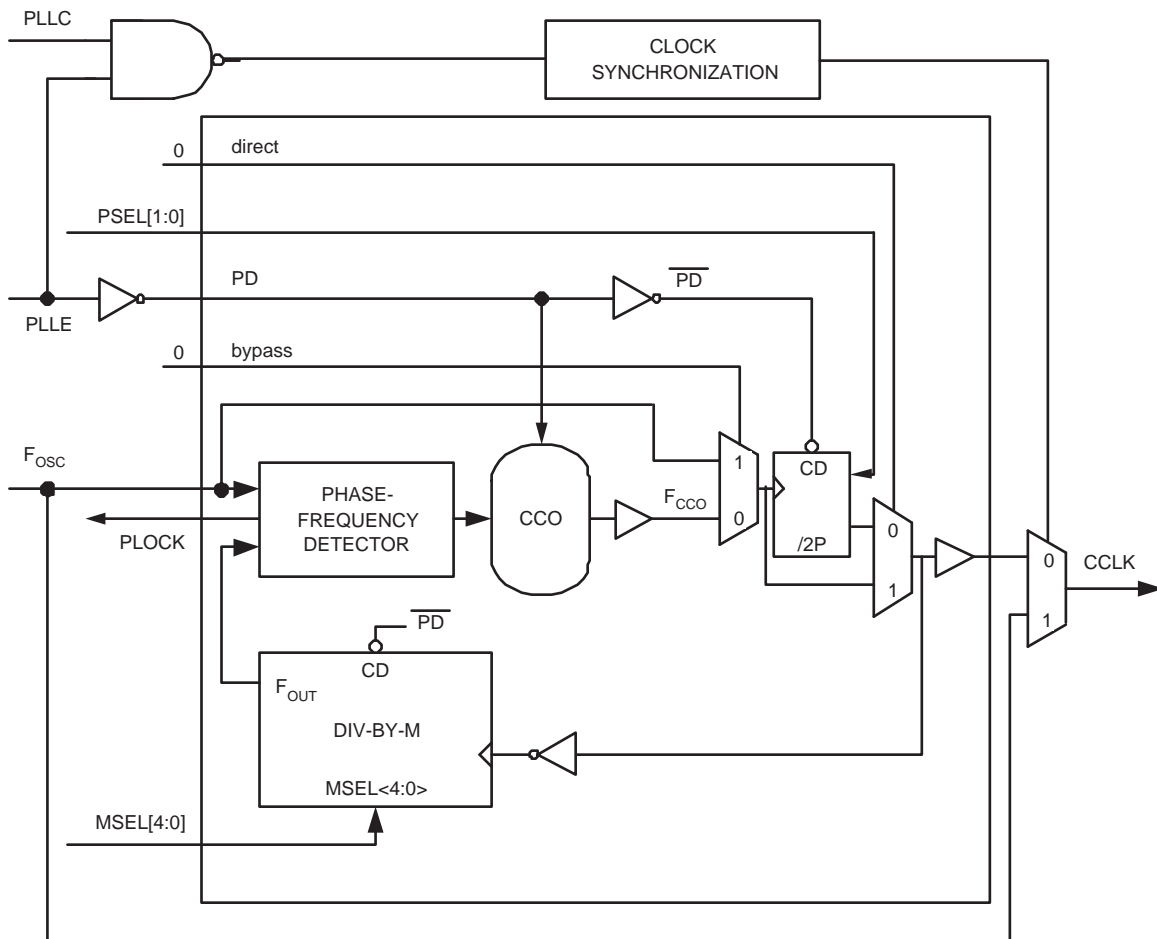 PLLC
CLOCK
SYNCHRONIZATION
0 direct
PSEL[1:0]
PD
PD
PLLE
0 bypass
FOSC
1
CD
PHASE-
FREQUENCY
DETECTOR
CCO
FCCO
0
/2P
0
1
PLOCK
0
1
CCLK
PD
CD
FOUT
DIV-BY-M
MSEL<4:0>
MSEL[4:0]